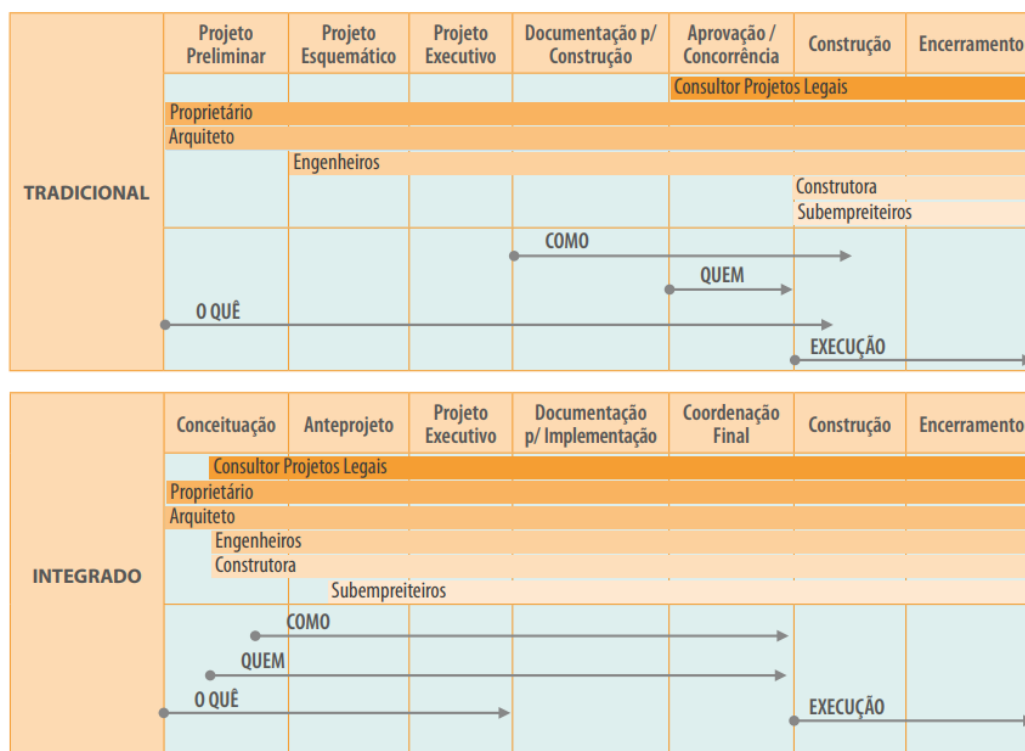 Projeto Preliminar
Projeto Esquemático
Projeto Executivo
Documentação p/ Construção
Aprovação / Concorrência
Construção
Encerramento
TRADICIONAL
Consultor Projetos Legais
Proprietário
Arquiteto
Engenheiros
Construtora
Subempreiteiros
COMO
QUEM
O QUÊ
EXECUÇÃO
Conceituação
Anteprojeto
Projeto Executivo
Documentação p/ Implementação
Coordenação Final
Construção
Encerramento
INTEGRADO
Consultor Projetos Legais
Proprietário
Arquiteto
Engenheiros
Construtora
Subempreiteiros
COMO
QUEM
O QUÊ
EXECUÇÃO